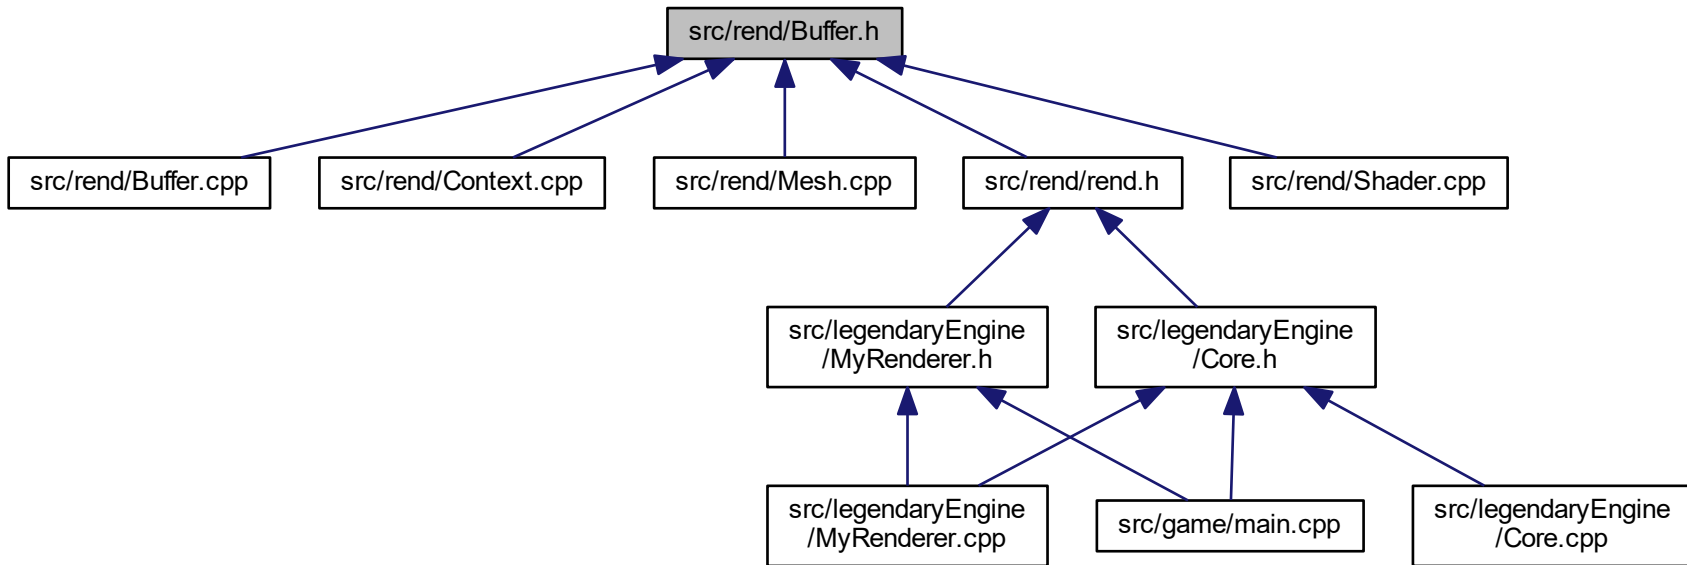 src/rend/Buffer.h
src/rend/Buffer.cpp
src/rend/Context.cpp
src/rend/Mesh.cpp
src/rend/rend.h
src/rend/Shader.cpp
src/legendaryEngine
/MyRenderer.h
src/legendaryEngine
/Core.h
src/legendaryEngine
/MyRenderer.cpp
src/game/main.cpp
src/legendaryEngine
/Core.cpp